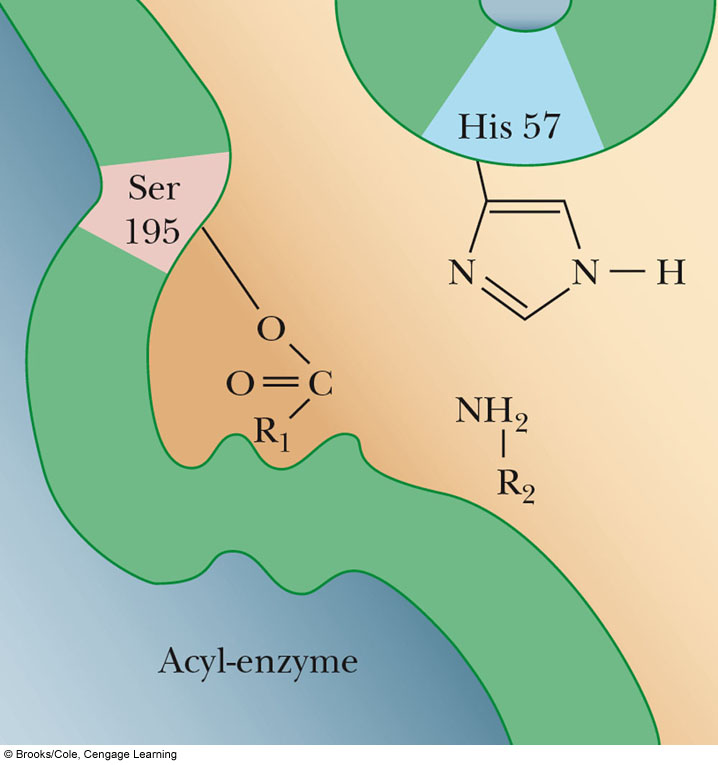 His 57
Ser
195
N
N — H
O
O=C
R₁
NH₂
R₂
Acyl-enzyme
© Brooks/Cole, Cengage Learning